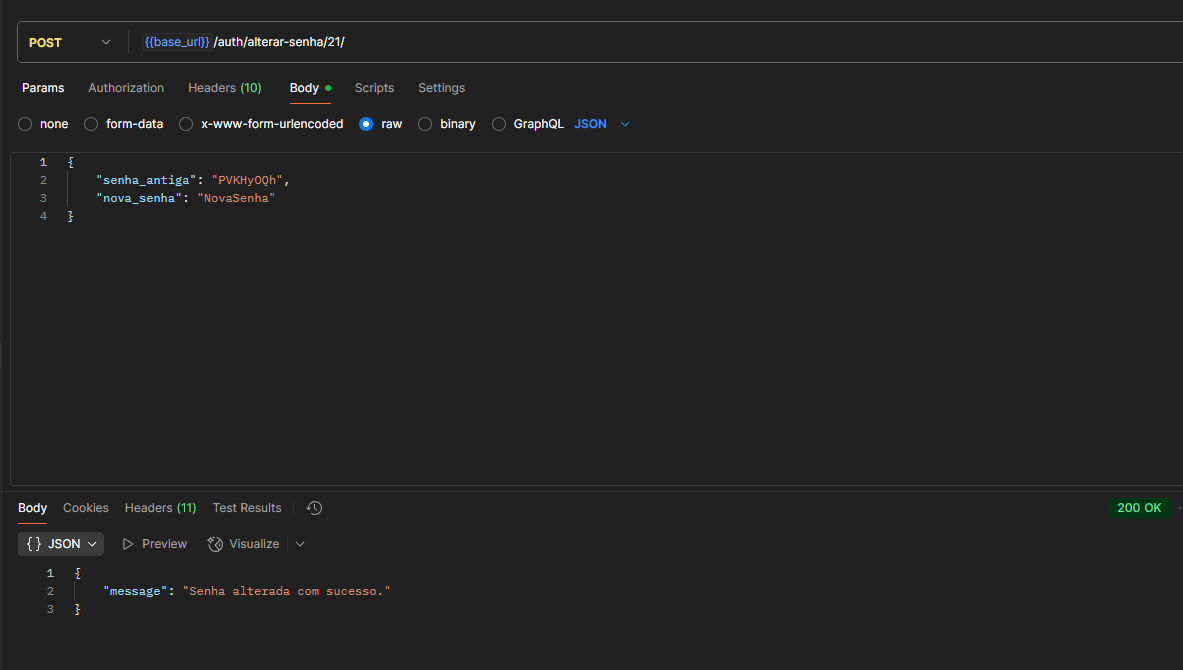 POST {{base_url}}/auth/alterar-senha/21/
Params Authorization Headers (10) Body Scripts Settings
none form-data x-www-form-urlencoded raw binary GraphQL JSON
1 {
2 "senha_antiga": "PVKHyOQh",
3 "nova_senha": "NovaSenha"
4 }
Body Cookies Headers (11) Test Results 200 OK
{} JSON Preview Visualize
1 {
2 "message": "Senha alterada com sucesso."
3 }